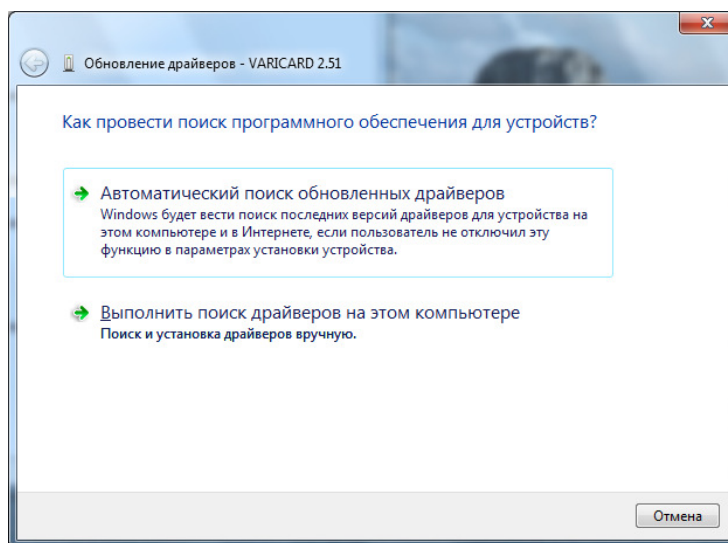 Обновление драйверов - VARICARD 2.51
Как провести поиск программного обеспечения для устройств?
Автоматический поиск обновленных драйверов
Windows будет вести поиск последних версий драйверов для устройства на
этом компьютере и в Интернете, если пользователь не отключил эту
функцию в параметрах установки устройства.
Выполнить поиск драйверов на этом компьютере
Поиск и установка драйверов вручную.
Отмена